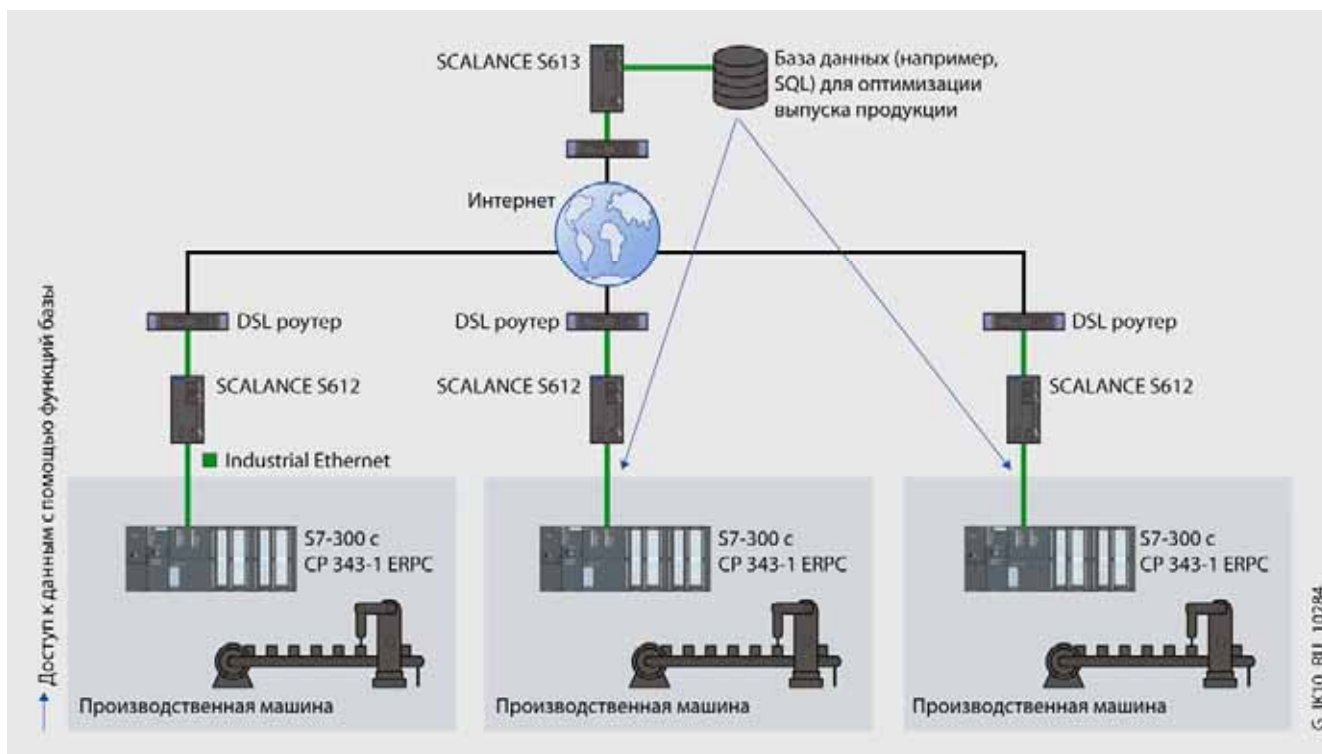 SCALANCE S613
База данных (например,
SQL) для оптимизации
выпуска продукции
Интернет
DSL роутер
DSL роутер
DSL роутер
SCALANCE S612
SCALANCE S612
SCALANCE S612
Industrial Ethernet
Доступ к данным с помощью функций базы
S7-300 с
CP 343-1 ERPC
S7-300 с
CP 343-1 ERPC
S7-300 с
CP 343-1 ERPC
Производственная машина
Производственная машина
Производственная машина
G_IK10_RU_10284